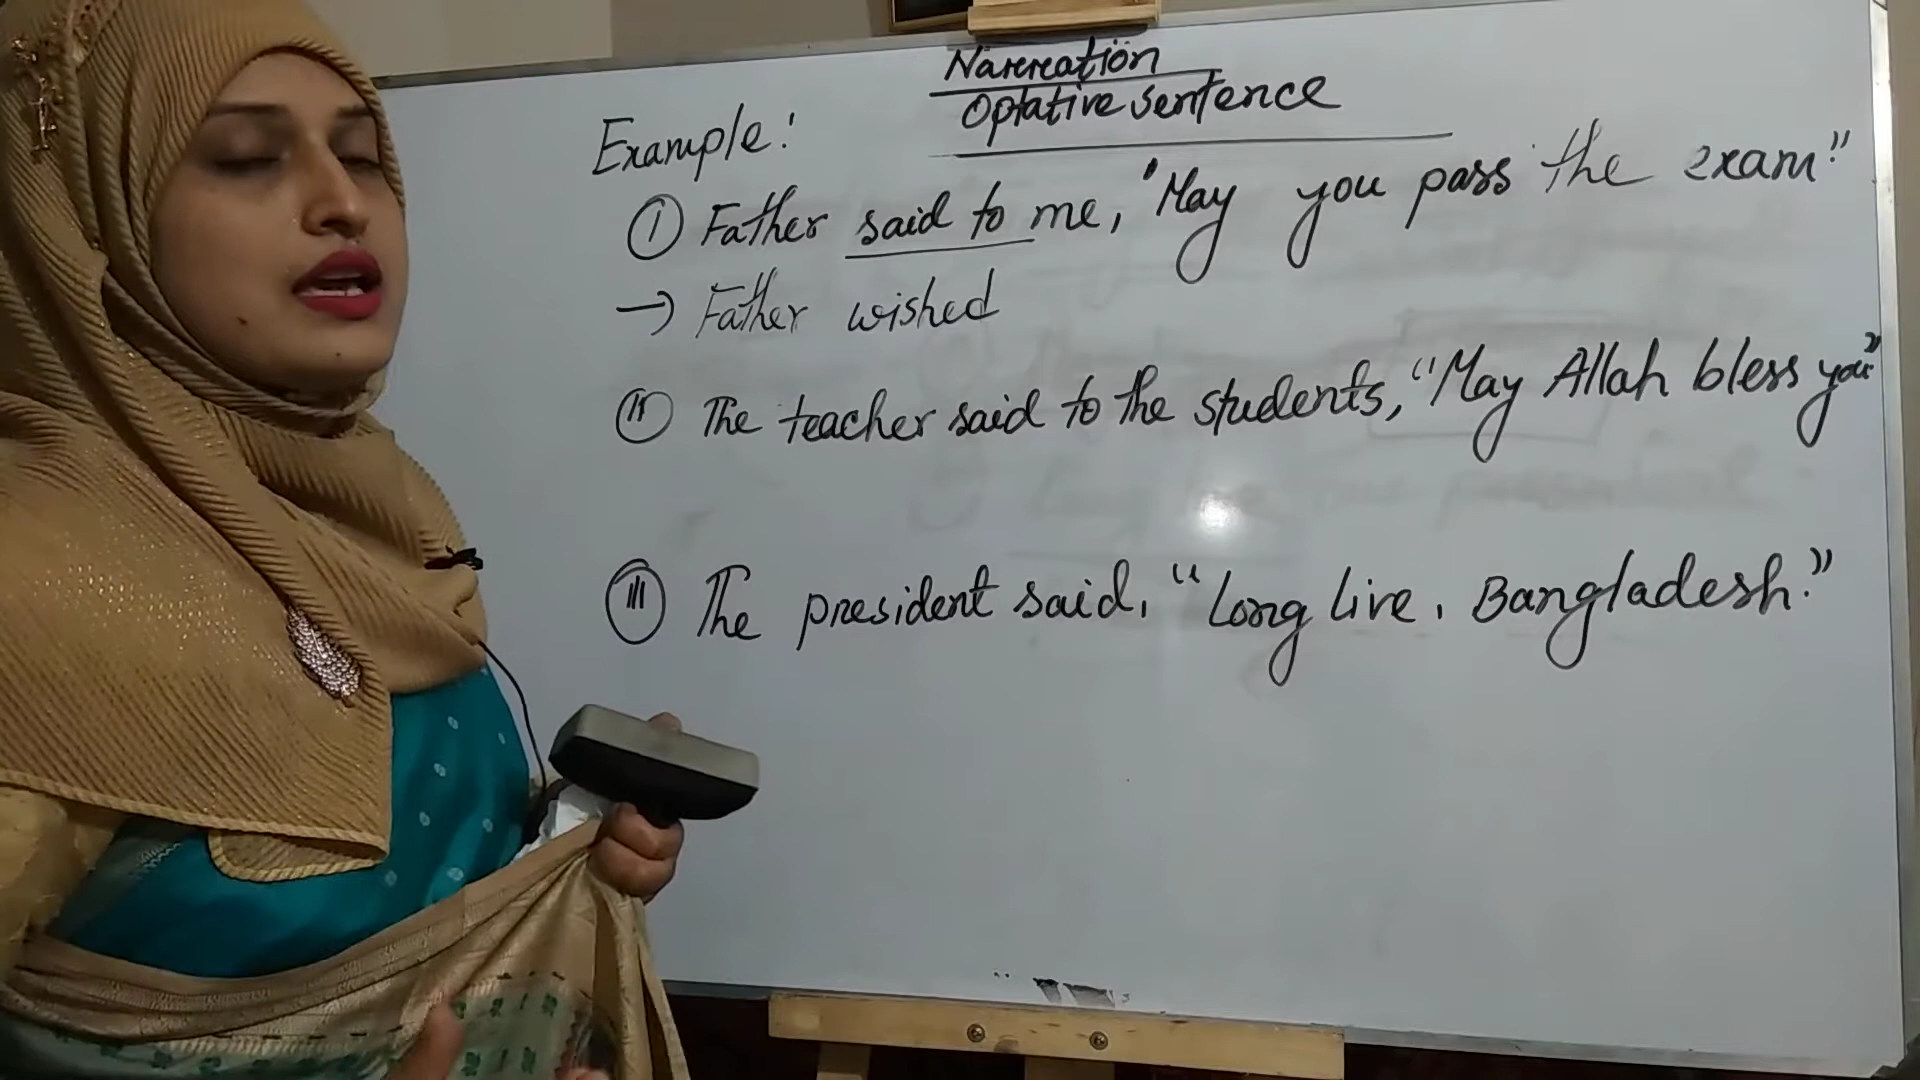 Narration
Optative sentence
Example:
(i) Father said to me, "May you pass the exam"
→ Father wished
(ii) The teacher said to the students, "May Allah bless you"
(iii) The president said, "Long live, Bangladesh."